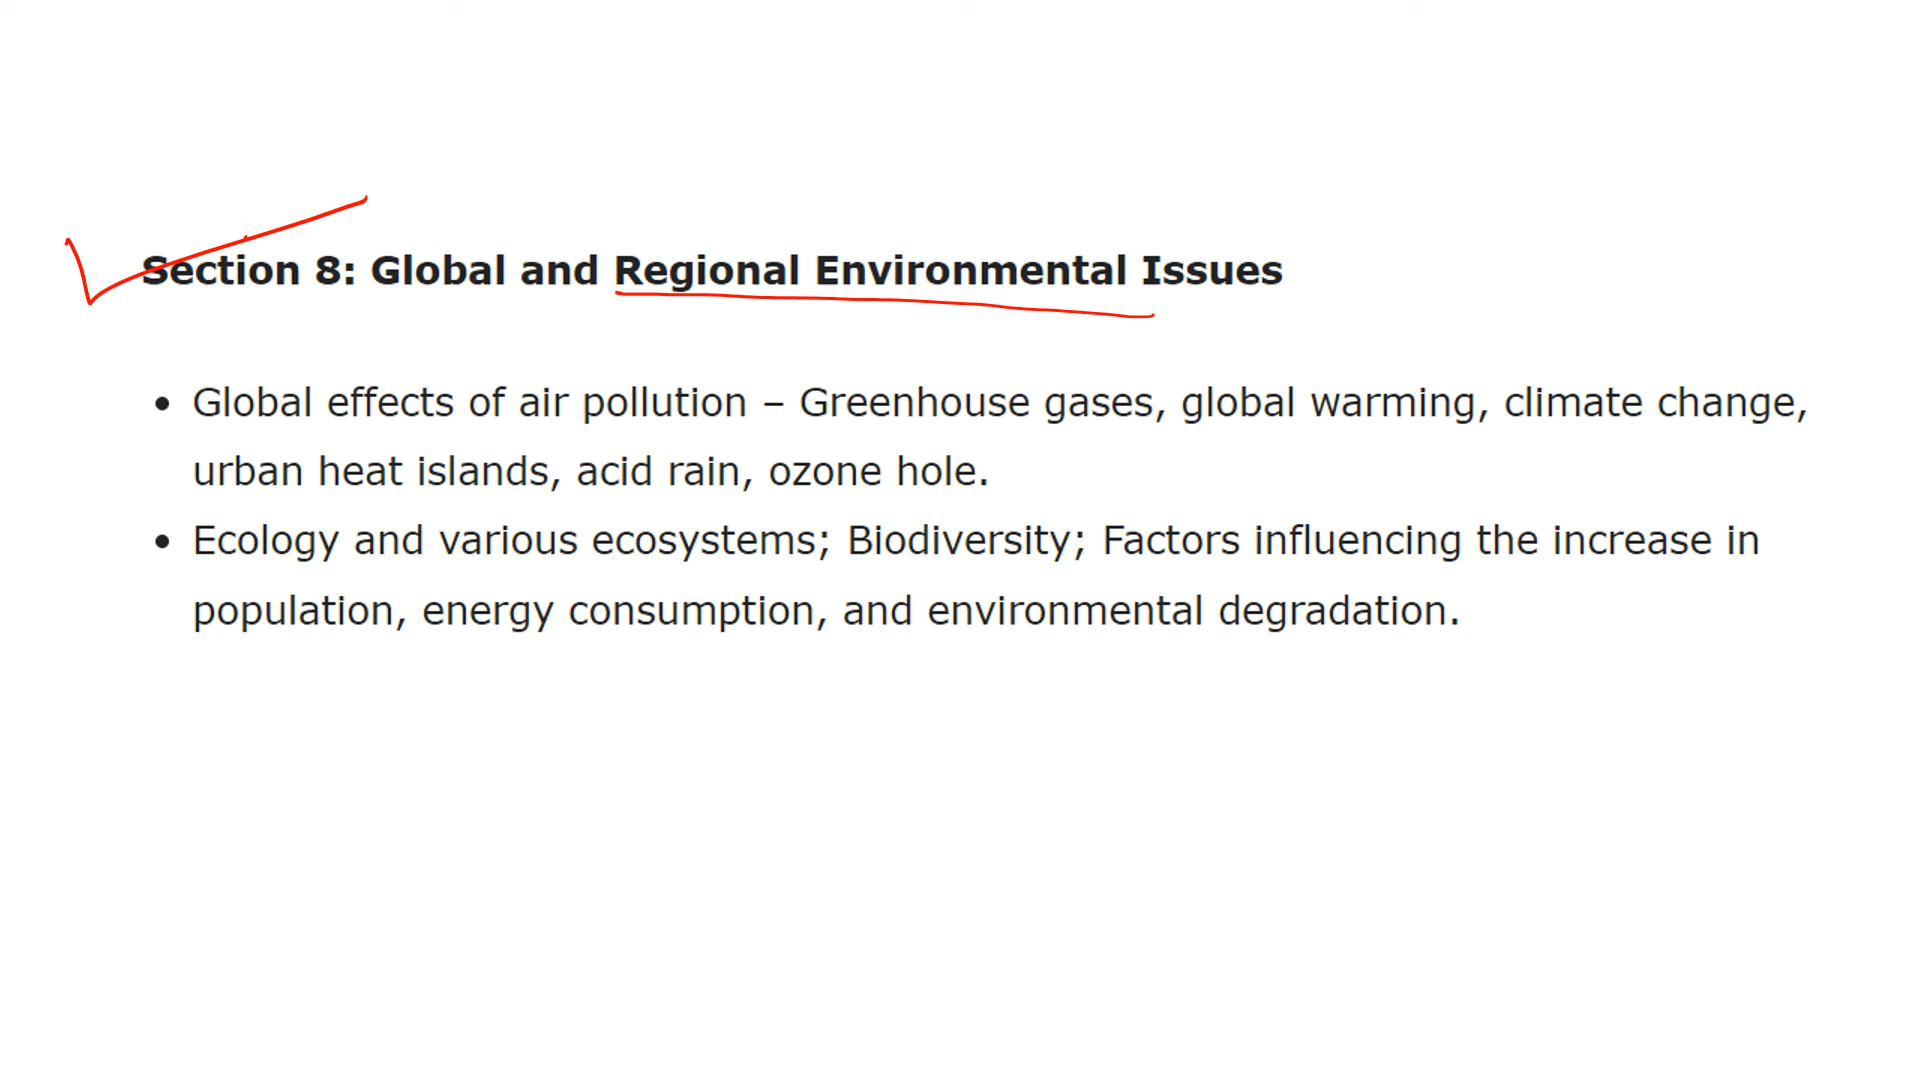 Section 8: Global and Regional Environmental Issues
• Global effects of air pollution – Greenhouse gases, global warming, climate change,
urban heat islands, acid rain, ozone hole.
• Ecology and various ecosystems; Biodiversity; Factors influencing the increase in
population, energy consumption, and environmental degradation.